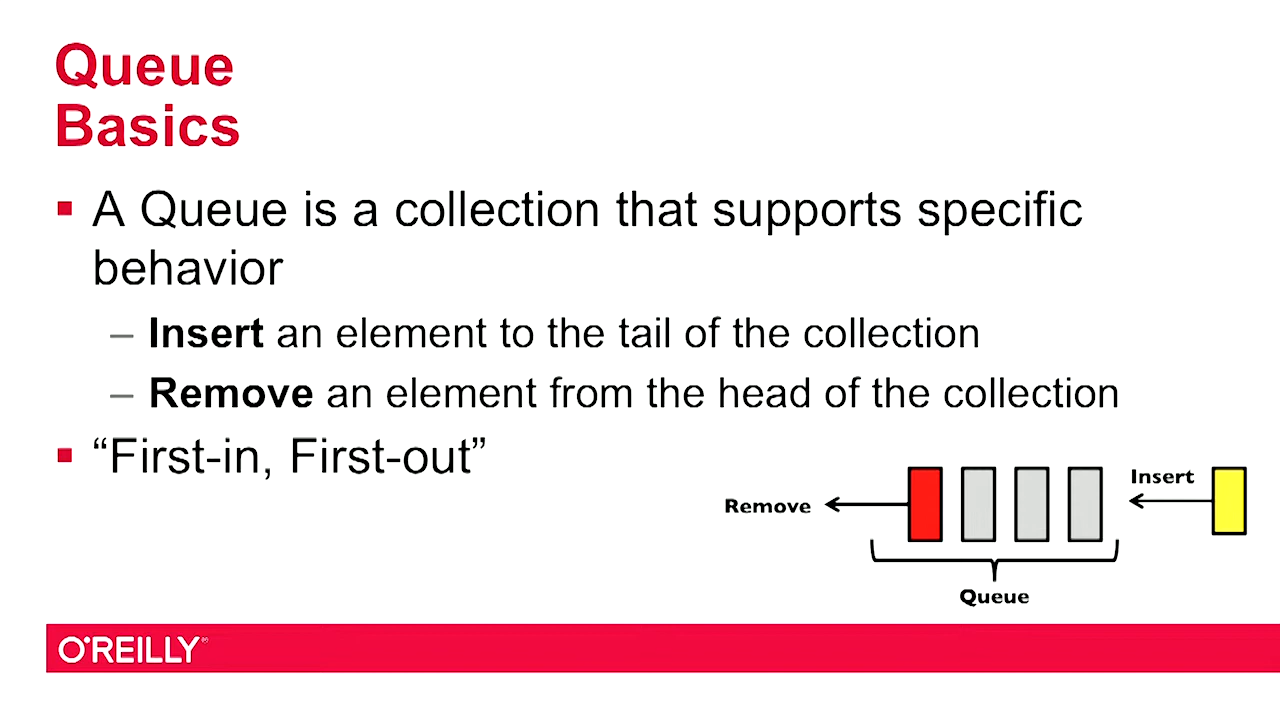 Queue
Basics
▪ A Queue is a collection that supports specific
behavior
– Insert an element to the tail of the collection
– Remove an element from the head of the collection
▪ “First-in, First-out”
Insert
Remove
Queue
O'REILLY®